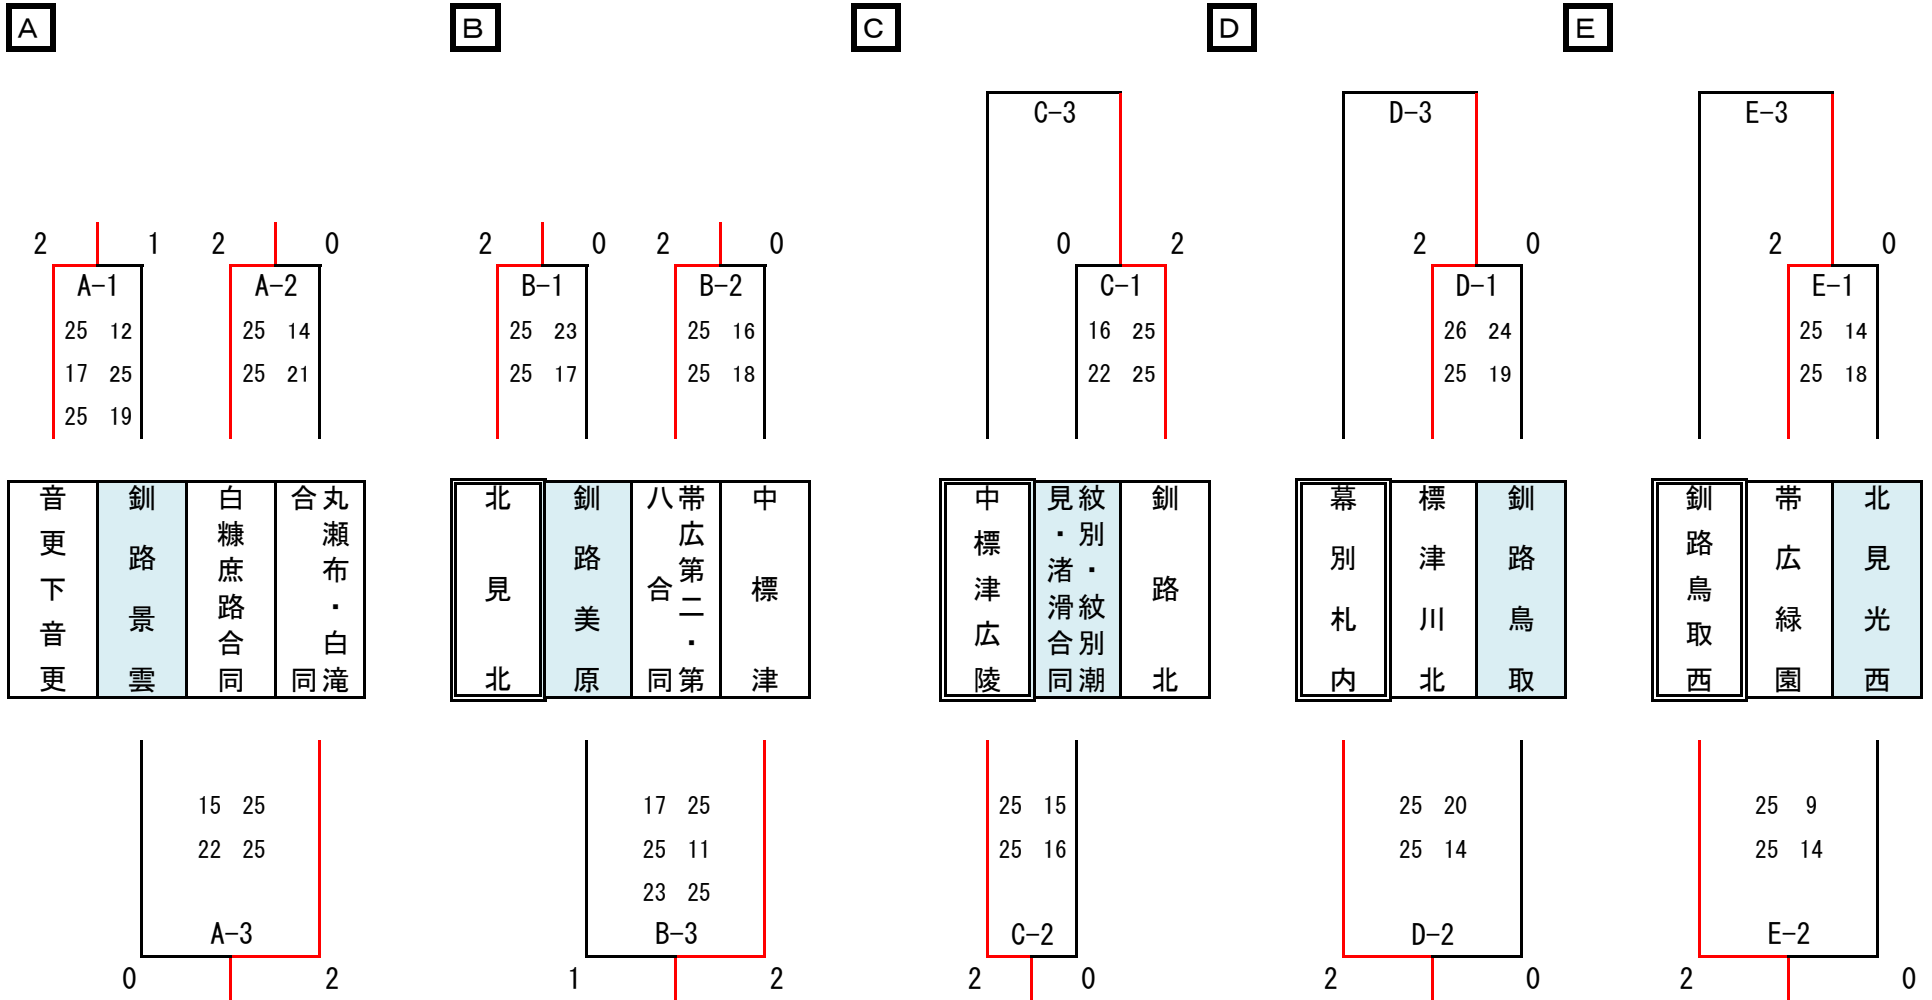 A
B
C
D
E
C-3
D-3
E-3
2 1 2 0
2 0 2 0
0 2
2 0
2 0
A-1
A-2
B-1
B-2
C-1
D-1
E-1
25 12
25 14
25 23
25 16
16 25
26 24
25 14
17 25
25 21
25 17
25 18
22 25
25 19
25 18
25 19
音更下音更
釧路景雲
白糠庶路合同
丸瀬布・白滝
合同
北見北
釧路美原
帯広第二・第
八合同
中標津
中標津広陵
紋別・紋別潮
見・渚滑合同
釧路北
幕別札内
標津川北
釧路鳥取
釧路鳥取西
帯広緑園
北見光西
15 25
17 25
25 15
25 20
25 9
22 25
25 11
25 16
25 14
25 14
23 25
A-3
B-3
C-2
D-2
E-2
0 2
1 2
2 0
2 0
2 0